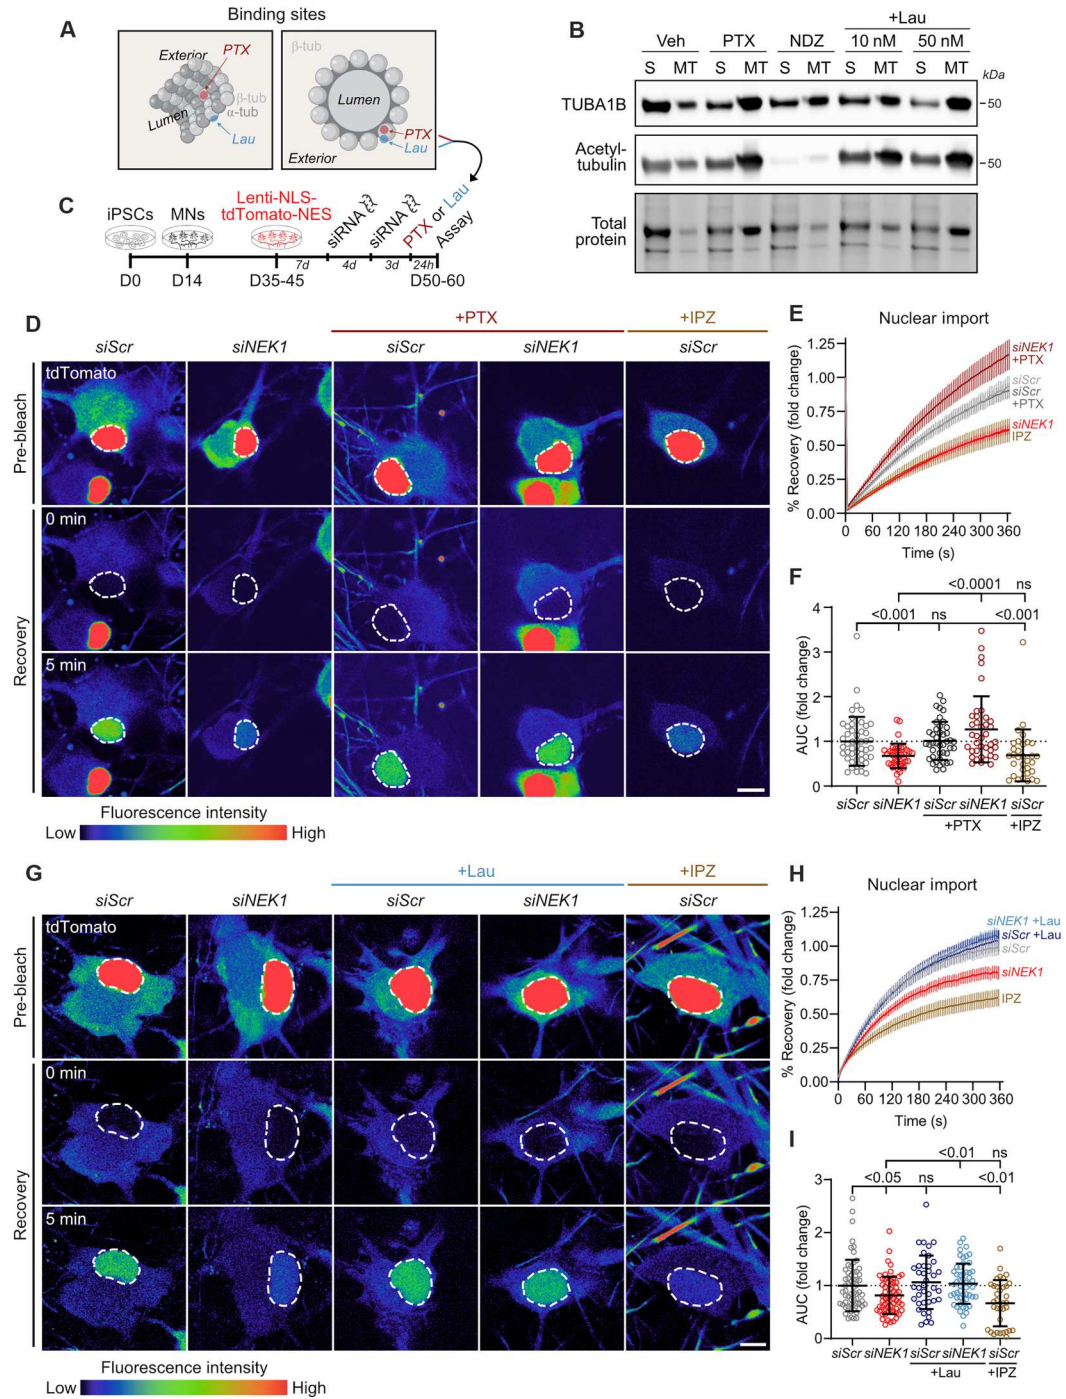 A
Binding sites
Exterior
PTX
β-tub
α-tub
Lumen
Lau
β-tub
Lumen
PTX
Lau
Exterior
B
+Lau
Veh PTX NDZ 10 nM 50 nM
S MT S MT S MT S MT S MT kDa
TUBA1B
50
Acetyl-
tubulin
50
Total
protein
C
iPSCs MNs Lenti-NLS-
tdTomato-NES
siRNA
siRNA
PTX or Lau
Assay
7d 4d 3d 24h
D0 D14 D35-45 D50-60
D
+PTX +IPZ
siScr siNEK1 siScr siNEK1 siScr
tdTomato
Pre-bleach
0 min
Recovery
5 min
Fluorescence intensity
Low High
E
Nuclear import
% Recovery (fold change)
1.25
1.00
0.75
0.50
0.25
0.00
0 60 120 180 240 300 360
Time (s)
siNEK1
+PTX
siScr
siScr
+PTX
siNEK1
IPZ
F
<0.0001 ns
<0.001 ns <0.001
AUC (fold change)
4
3
2
1
0
siScr siNEK1 siScr siNEK1 siScr
+PTX +IPZ
G
+Lau +IPZ
siScr siNEK1 siScr siNEK1 siScr
tdTomato
Pre-bleach
0 min
Recovery
5 min
Fluorescence intensity
Low High
H
Nuclear import
% Recovery (fold change)
1.25
1.00
0.75
0.50
0.25
0.00
0 60 120 180 240 300 360
Time (s)
siNEK1 +Lau
siScr +Lau
siScr
siNEK1
IPZ
I
<0.01 ns
<0.05 ns <0.01
AUC (fold change)
3
2
1
0
siScr siNEK1 siScr siNEK1 siScr
+Lau +IPZ